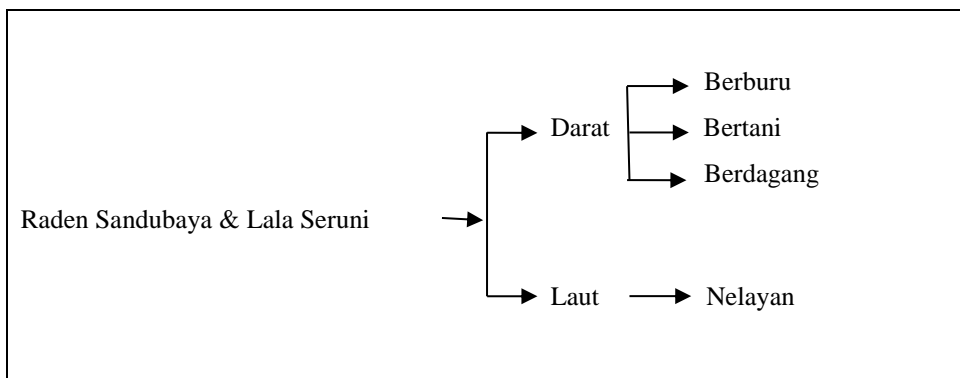 Raden Sandubaya & Lala Seruni
Darat
Berburu
Bertani
Berdagang
Laut
Nelayan